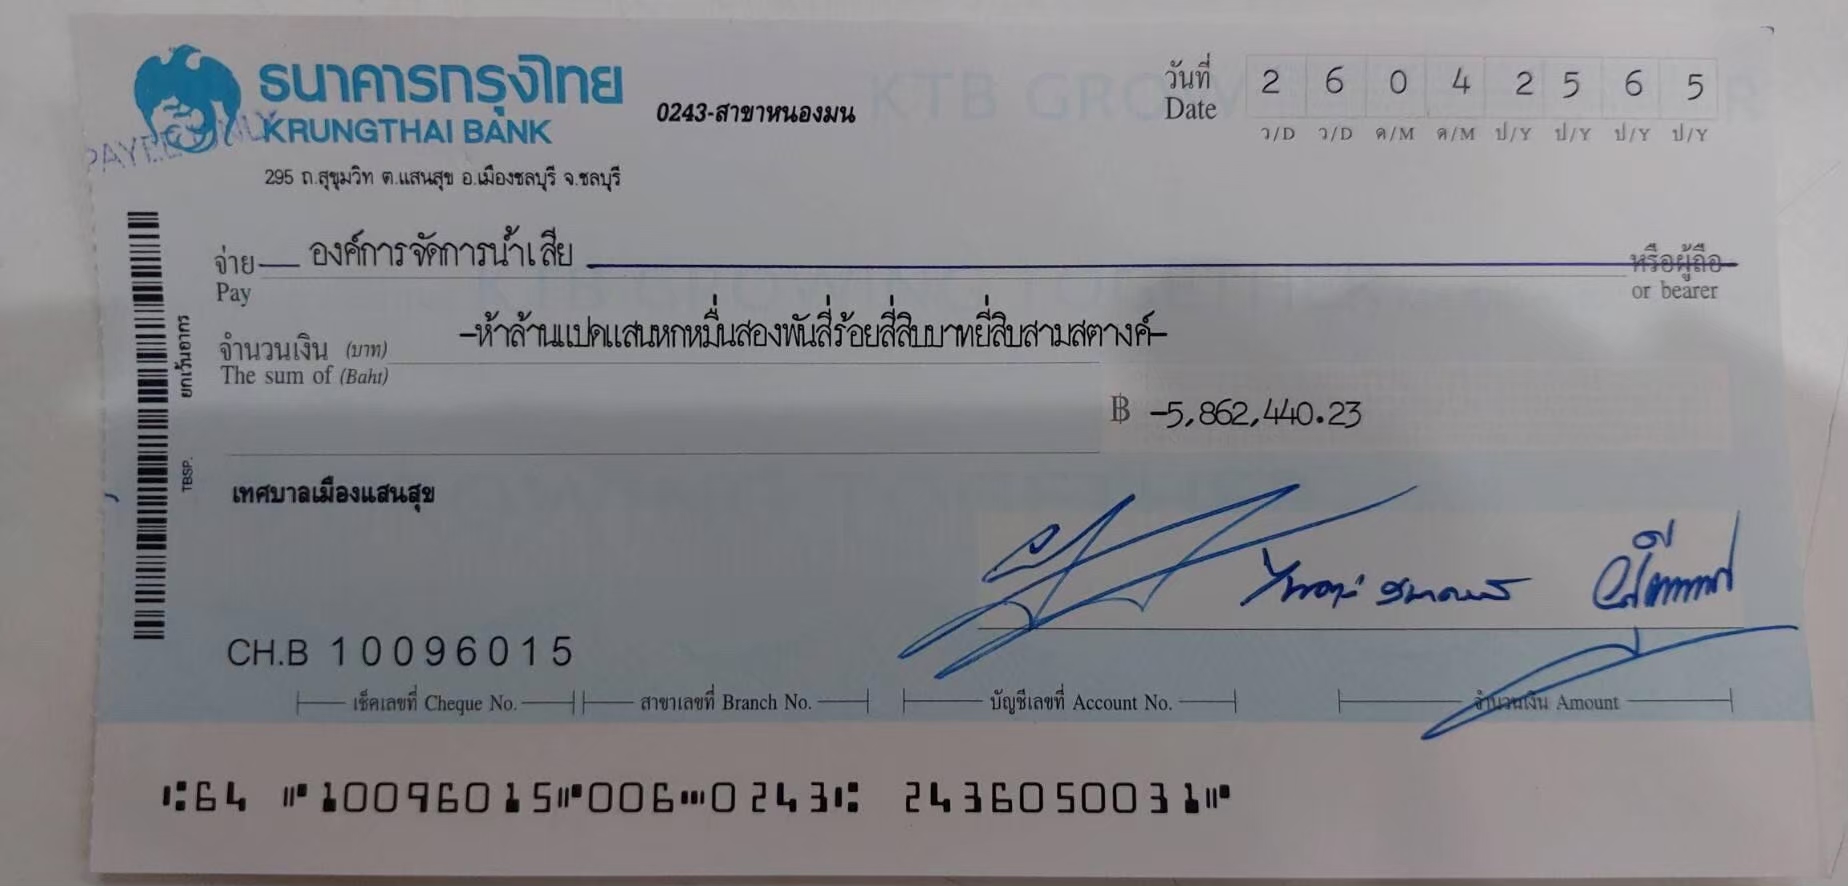 ธนาคารกรุงไทย
KRUNGTHAI BANK
0243-สาขาหนองมน
295 ถ.สุขุมวิท ต.แสนสุข อ.เมืองชลบุรี จ.ชลบุรี
วันที่ 2 6 0 4 2 5 6 5
Date ว/D ว/D ด/M ด/M ป/Y ป/Y ป/Y ป/Y
จ่าย องค์การจัดการน้ำเสีย หรือผู้ถือ
Pay or bearer
จำนวนเงิน (บาท) -ห้าล้านแปดแสนหกหมื่นสองพันสี่ร้อยสี่สิบบาทยี่สิบสามสตางค์-
The sum of (Baht)
฿ -5,862,440.23
ยกเว้นอากร
TBSP.
เทศบาลเมืองแสนสุข
CH.B 10096015
เช็คเลขที่ Cheque No. สาขาเลขที่ Branch No. บัญชีเลขที่ Account No. จำนวนเงิน Amount
64 10096015 006 0243 2436050031